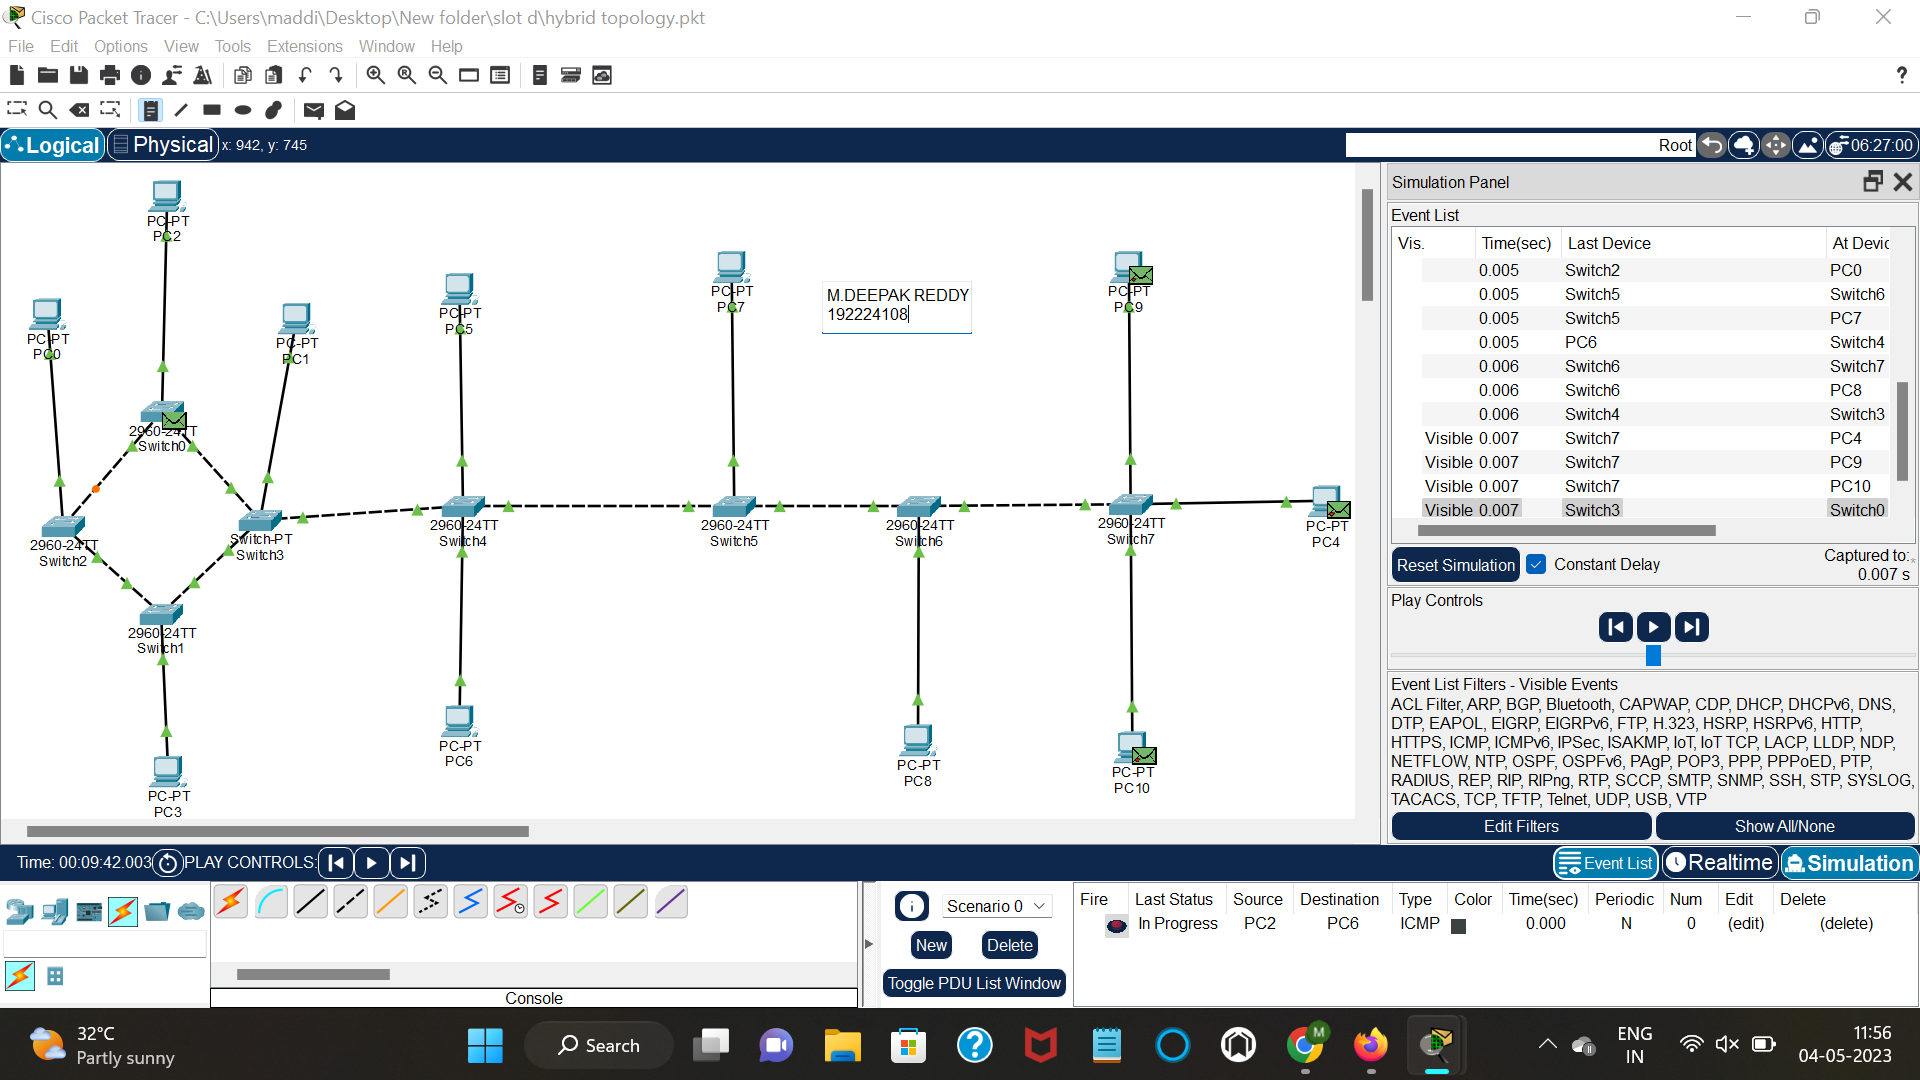 Cisco Packet Tracer - C:\Users\maddi\Desktop\New folder\slot d\hybrid topology.pkt
File Edit Options View Tools Extensions Window Help
?
Logical Physical x: 942, y: 745 Root 06:27:00
PC-PT
PC2
PC-PT
PC0
PC-PT
PC1
PC-PT
PC5
PC-PT
PC7
M.DEEPAK REDDY
192224108
PC-PT
PC9
2960-24TT
Switch0
2960-24TT
Switch2
Switch-PT
Switch3
2960-24TT
Switch4
2960-24TT
Switch5
2960-24TT
Switch6
2960-24TT
Switch7
PC-PT
PC4
2960-24TT
Switch1
PC-PT
PC3
PC-PT
PC6
PC-PT
PC8
PC-PT
PC10
Simulation Panel
Event List
Vis. Time(sec) Last Device At Devic
0.005 Switch2 PC0
0.005 Switch5 Switch6
0.005 Switch5 PC7
0.005 PC6 Switch4
0.006 Switch6 Switch7
0.006 Switch6 PC8
0.006 Switch4 Switch3
Visible 0.007 Switch7 PC4
Visible 0.007 Switch7 PC9
Visible 0.007 Switch7 PC10
Visible 0.007 Switch3 Switch0
Reset Simulation Constant Delay Captured to:
0.007 s
Play Controls
Event List Filters - Visible Events
ACL Filter, ARP, BGP, Bluetooth, CAPWAP, CDP, DHCP, DHCPv6, DNS,
DTP, EAPOL, EIGRP, EIGRPv6, FTP, H.323, HSRP, HSRPv6, HTTP,
HTTPS, ICMP, ICMPv6, IPSec, ISAKMP, IoT, IoT TCP, LACP, LLDP, NDP,
NETFLOW, NTP, OSPF, OSPFv6, PAgP, POP3, PPP, PPPoED, PTP,
RADIUS, REP, RIP, RIPng, RTP, SCCP, SMTP, SNMP, SSH, STP, SYSLOG,
TACACS, TCP, TFTP, Telnet, UDP, USB, VTP
Edit Filters Show All/None
Time: 00:09:42.003 PLAY CONTROLS: Event List Realtime Simulation
Scenario 0
New Delete
Toggle PDU List Window
Fire Last Status Source Destination Type Color Time(sec) Periodic Num Edit Delete
In Progress PC2 PC6 ICMP 0.000 N 0 (edit) (delete)
Console
32°C
Partly sunny
Search
M
ENG
IN
11:56
04-05-2023